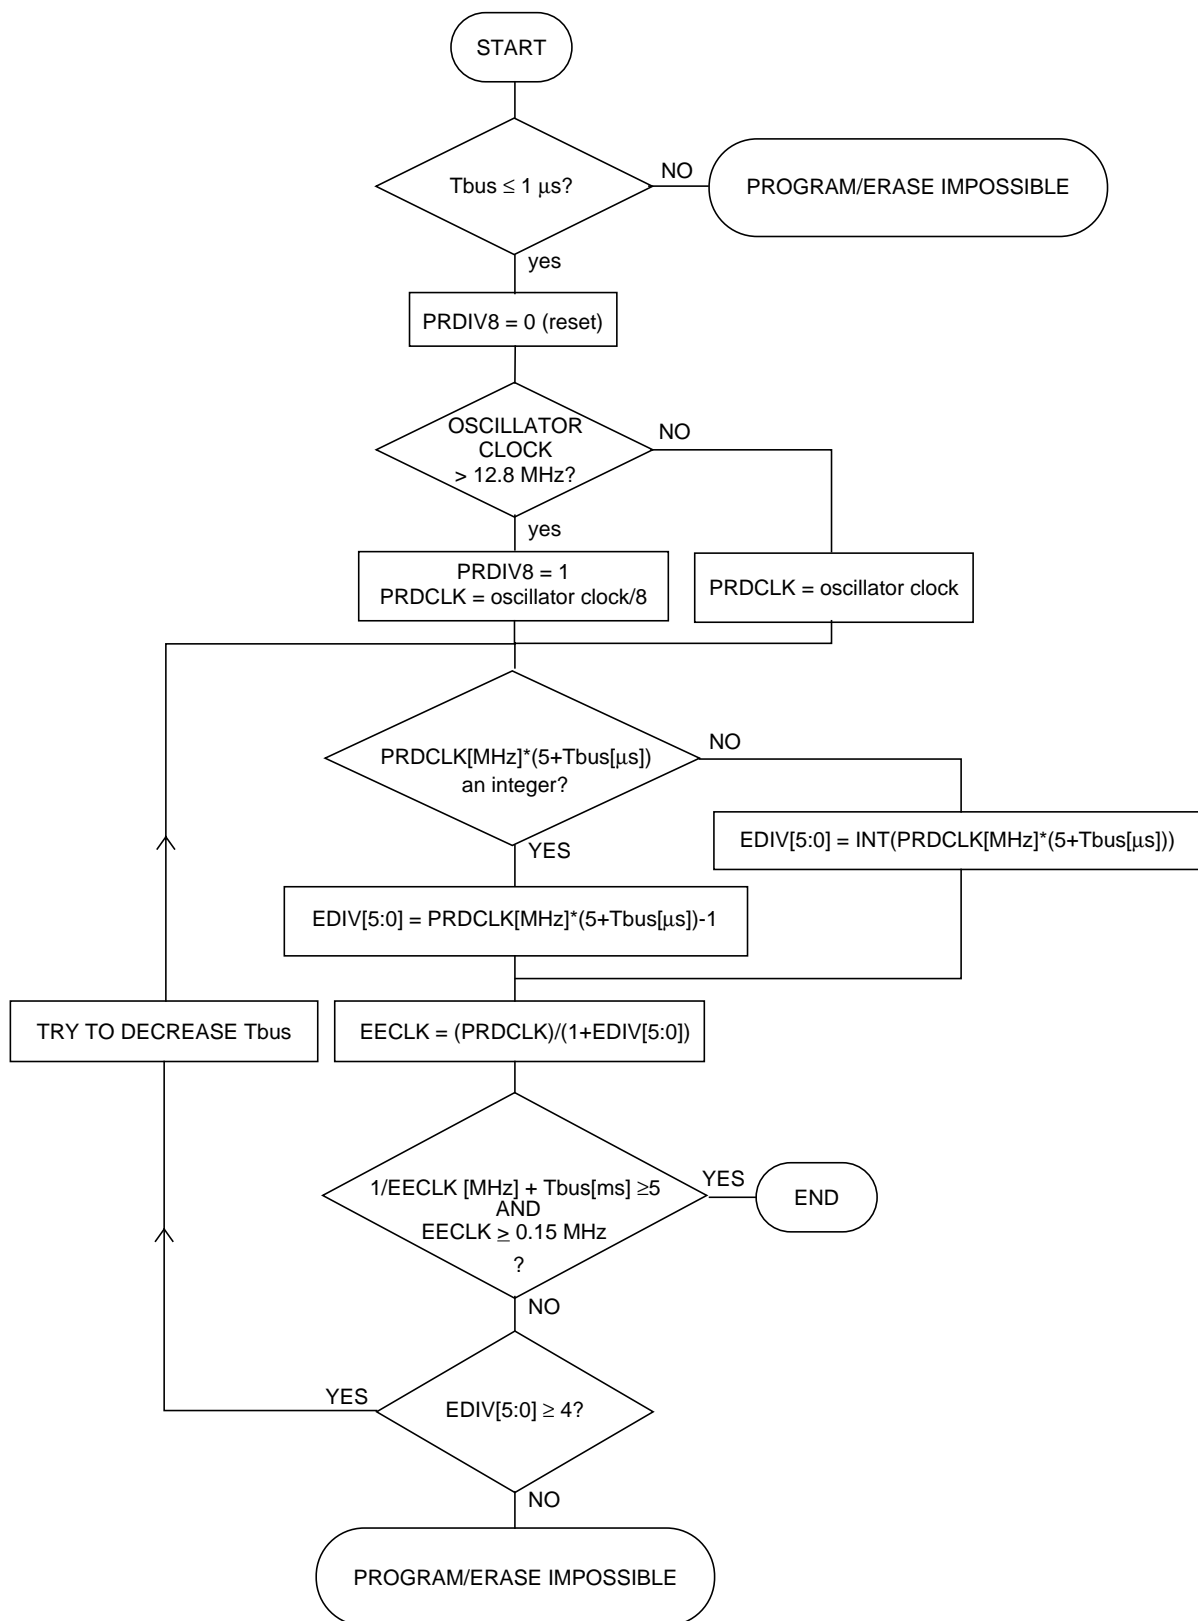 START
Tbus ≤ 1 μs?
NO
PROGRAM/ERASE IMPOSSIBLE
yes
PRDIV8 = 0 (reset)
OSCILLATOR
CLOCK
> 12.8 MHz?
NO
yes
PRDIV8 = 1
PRDCLK = oscillator clock/8
PRDCLK = oscillator clock
PRDCLK[MHz]*(5+Tbus[μs])
an integer?
NO
YES
EDIV[5:0] = INT(PRDCLK[MHz]*(5+Tbus[μs]))
EDIV[5:0] = PRDCLK[MHz]*(5+Tbus[μs])-1
TRY TO DECREASE Tbus
EECLK = (PRDCLK)/(1+EDIV[5:0])
1/EECLK [MHz] + Tbus[ms] ≥5
AND
EECLK ≥ 0.15 MHz
?
YES
END
NO
YES
EDIV[5:0] ≥ 4?
NO
PROGRAM/ERASE IMPOSSIBLE